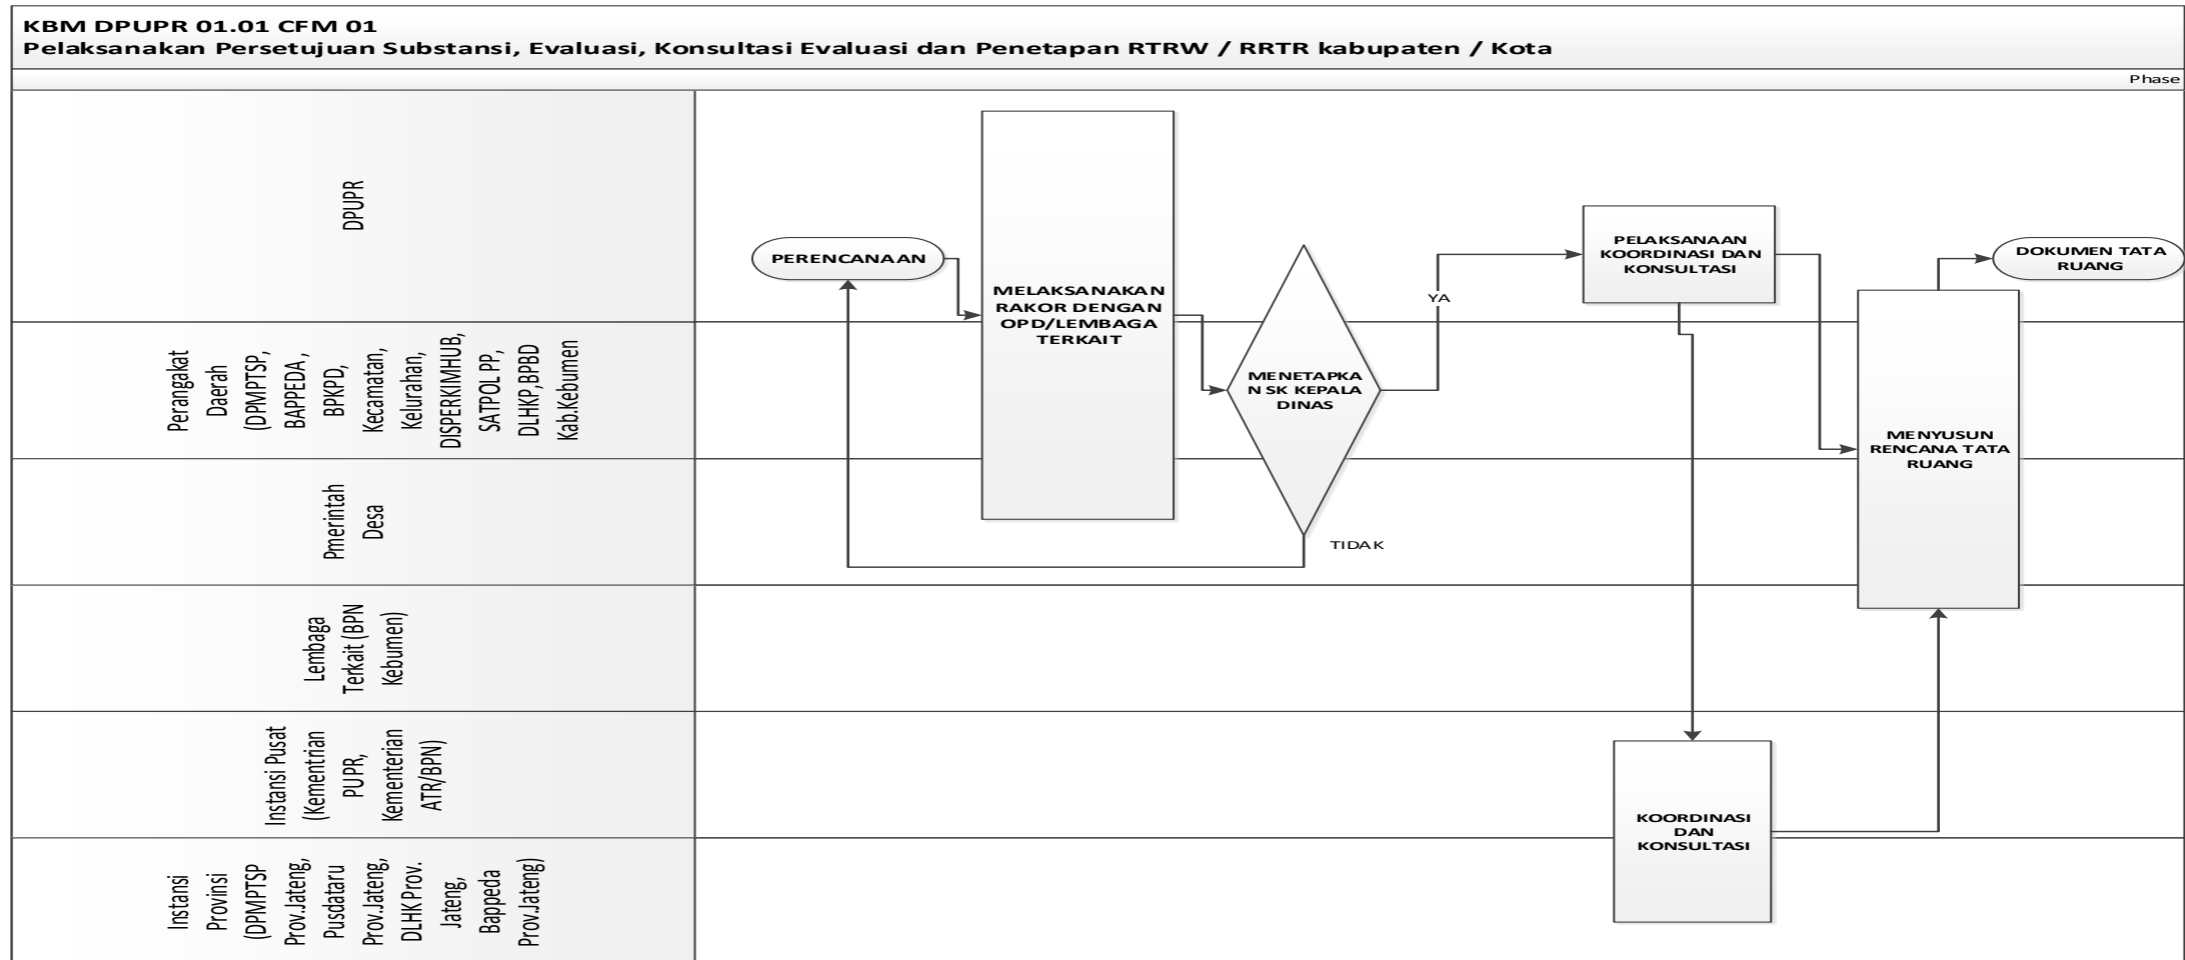 KBM DPUPR 01.01 CFM 01
Pelaksanakan Persetujuan Substansi, Evaluasi, Konsultasi Evaluasi dan Penetapan RTRW / RRTR kabupaten / Kota
Phase
DPUPR
PERENCANAAN
MELAKSANAKAN
RAKOR DENGAN
OPD/LEMBAGA
TERKAIT
MENETAPKA
N SK KEPALA
DINAS
YA
TIDAK
PELAKSANAAN
KOORDINASI DAN
KONSULTASI
MENYUSUN
RENCANA TATA
RUANG
DOKUMEN TATA
RUANG
Perangakat
Daerah
(DPMPTSP,
BAPPEDA ,
BPKPD,
Kecamatan,
Kelurahan,
DISPERKIMHUB,
SATPOL PP,
DLHKP ,BPBD
Kab.Kebumen
Pmerintah
Desa
Lembaga
Terkait (BPN
Kebumen)
Instansi Pusat
(Kementrian
PUPR,
Kementerian
ATR/BPN)
KOORDINASI
DAN
KONSULTASI
Instansi
Provinsi
(DPMPTSP
Prov.Jateng,
Pusdataru
Prov.Jateng,
DLHK Prov.
Jateng,
Bappeda
Prov.Jateng)